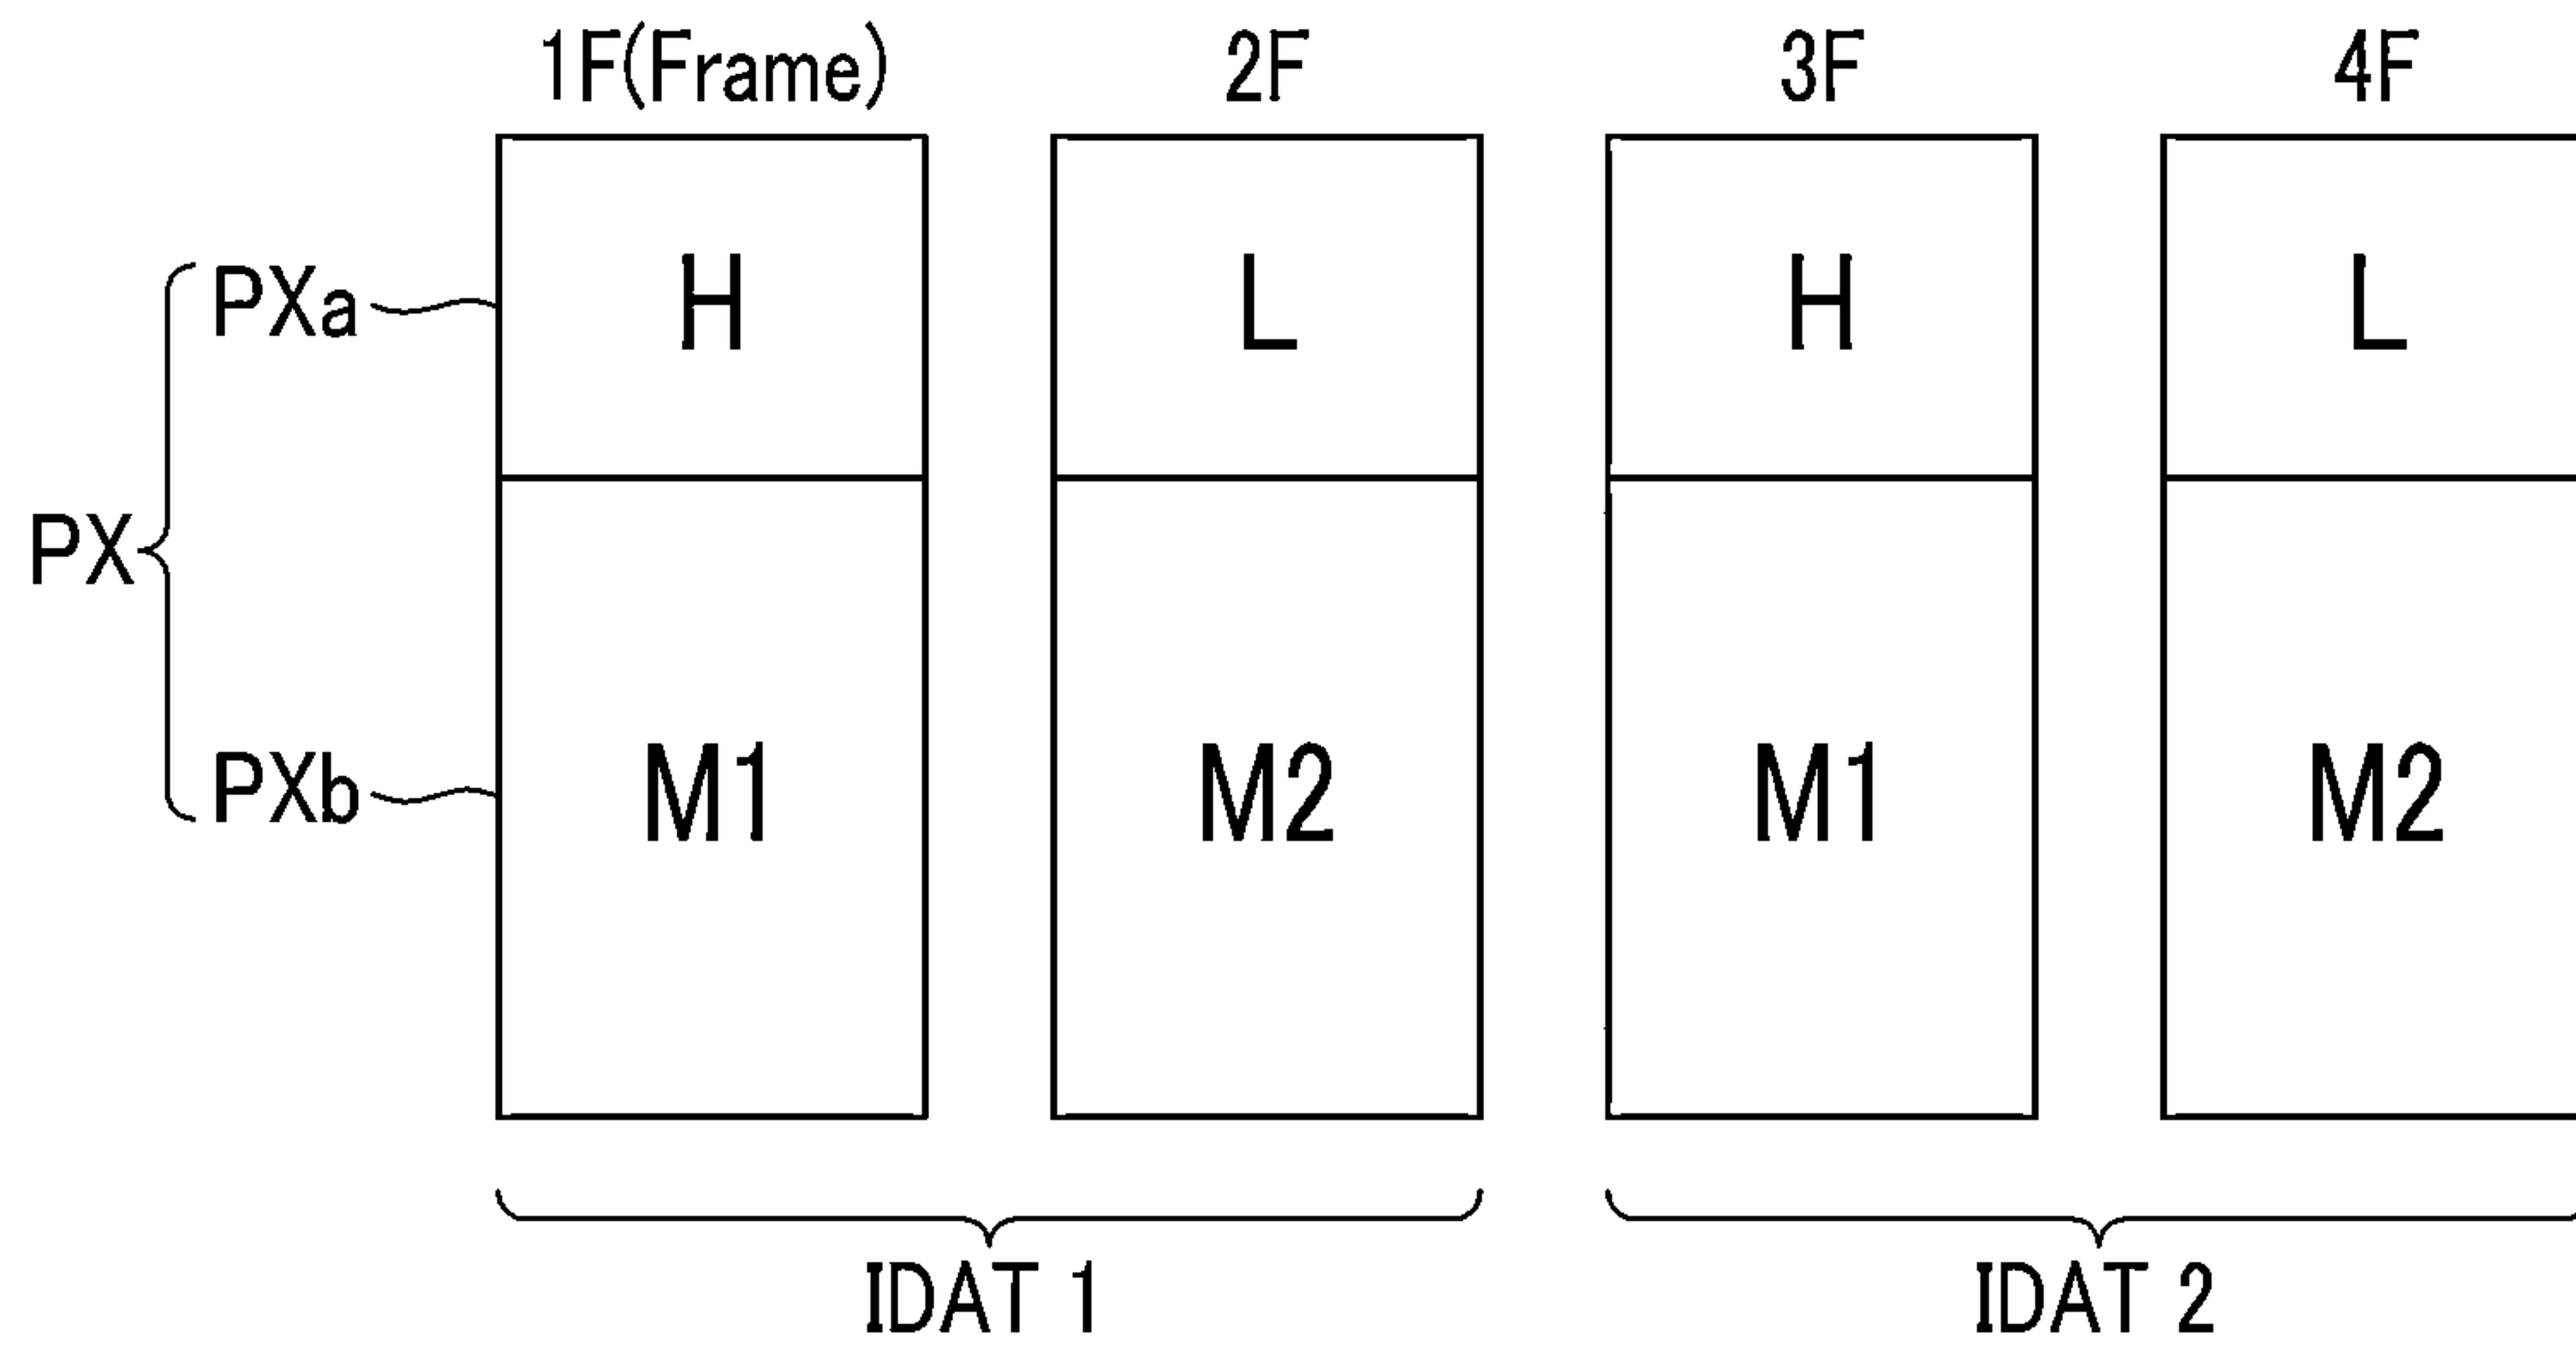 1F(Frame) 2F 3F 4F
H L H L
PXa
PX
PXb
M1 M2 M1 M2
IDAT 1 IDAT 2